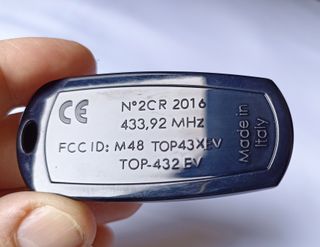 CE
N°2CR 2016
433,92 MHz
FCC ID: M48 TOP43XEV
TOP-432 EV
Made in
Italy